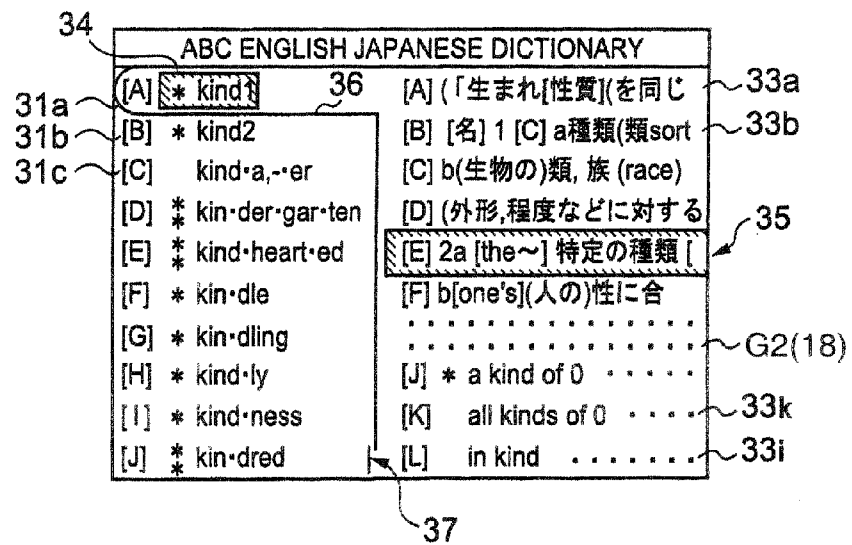 34
ABC ENGLISH JAPANESE DICTIONARY
31a
[A] * kind1
36
[A] (「生まれ[性質](を同じ
33a
31b
[B] * kind2
[B] [名] 1 [C] a種類(類sort
33b
31c
[C] kind・a,-・er
[C] b(生物の)類, 族 (race)
[D] ** kin・der・gar・ten
[D] (外形,程度などに対する
[E] ** kind・heart・ed
[E] 2a [the~] 特定の種類 [
35
[F] * kin・dle
[F] b[one's](人の)性に合
[G] * kin・dling
G2(18)
[H] * kind・ly
[J] * a kind of 0
[I] * kind・ness
[K] all kinds of 0
33k
[J] ** kin・dred
[L] in kind
33i
37